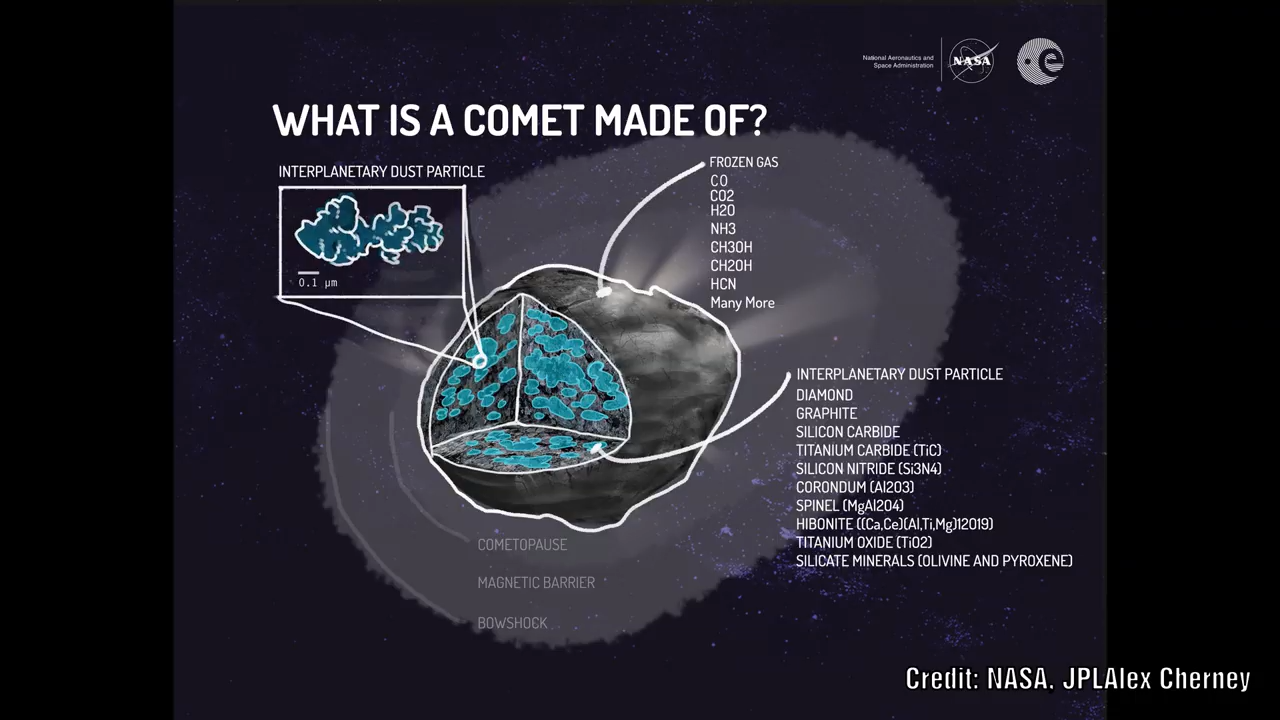 National Aeronautics and
Space Administration
NASA
esa
WHAT IS A COMET MADE OF?
INTERPLANETARY DUST PARTICLE
0.1 µm
FROZEN GAS
CO
CO2
H2O
NH3
CH3OH
CH2OH
HCN
Many More
INTERPLANETARY DUST PARTICLE
DIAMOND
GRAPHITE
SILICON CARBIDE
TITANIUM CARBIDE (TiC)
SILICON NITRIDE (Si3N4)
CORONDUM (Al2O3)
SPINEL (MgAl2O4)
HIBONITE ((Ca,Ce)(Al,Ti,Mg)12O19)
TITANIUM OXIDE (TiO2)
SILICATE MINERALS (OLIVINE AND PYROXENE)
COMETOPAUSE
MAGNETIC BARRIER
BOWSHOCK
Credit: NASA. JPLAlex Cherney